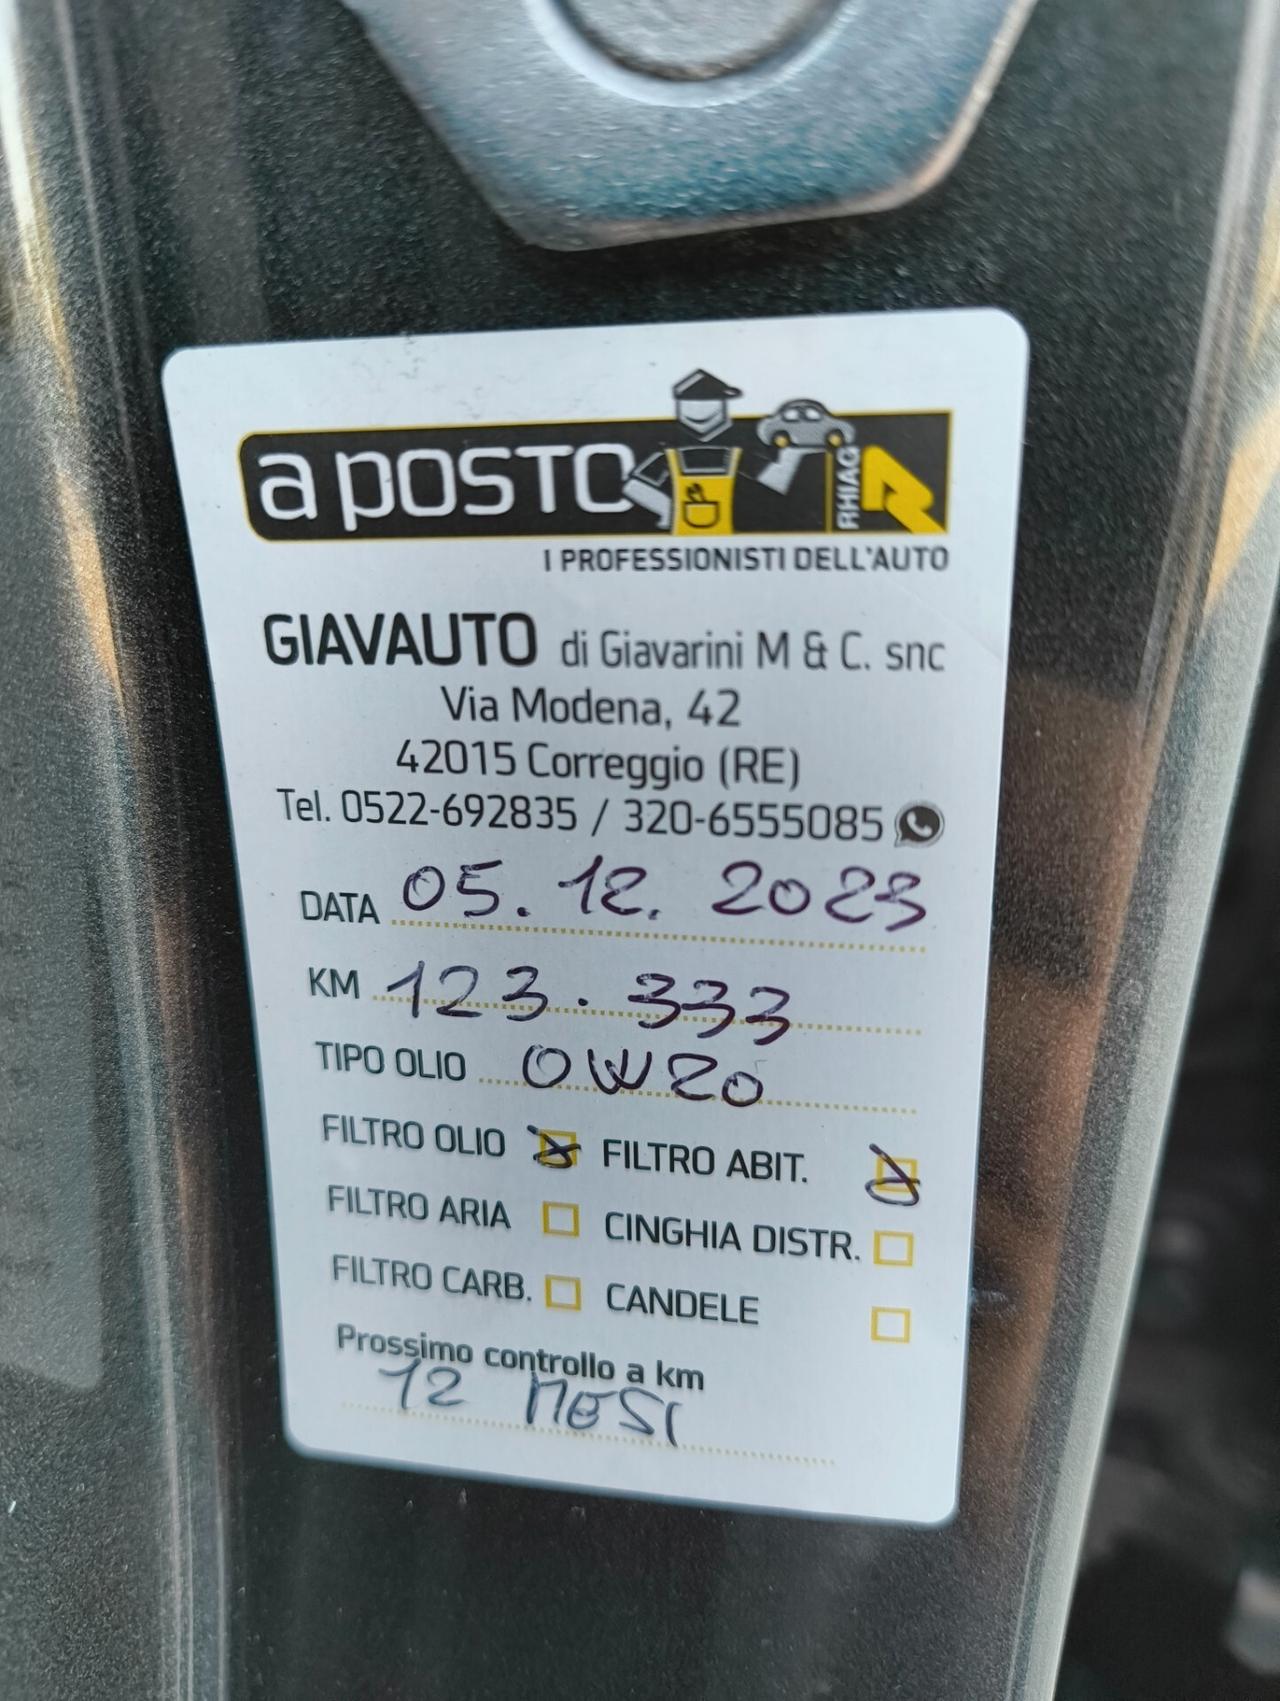 a posto
RHIAG
I PROFESSIONISTI DELL'AUTO
GIAVAUTO di Giavarini M & C. snc
Via Modena, 42
42015 Correggio (RE)
Tel. 0522-692835 / 320-6555085
DATA 05.12.2023
KM 123.333
TIPO OLIO 0W20
FILTRO OLIO FILTRO ABIT.
FILTRO ARIA CINGHIA DISTR.
FILTRO CARB. CANDELE
Prossimo controllo a km
12 MESI